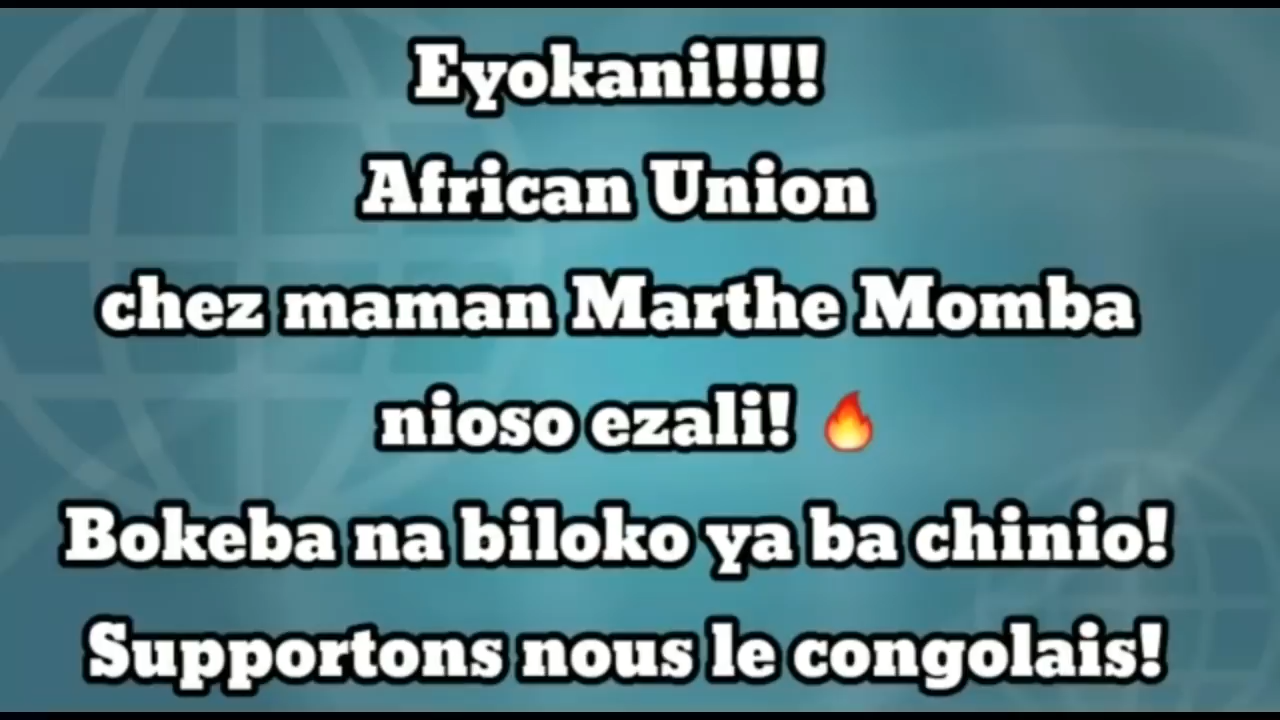 Eyokani!!!!
African Union
chez maman Marthe Momba
nioso ezali! 🔥
Bokeba na biloko ya ba chinio!
Supportons nous le congolais!